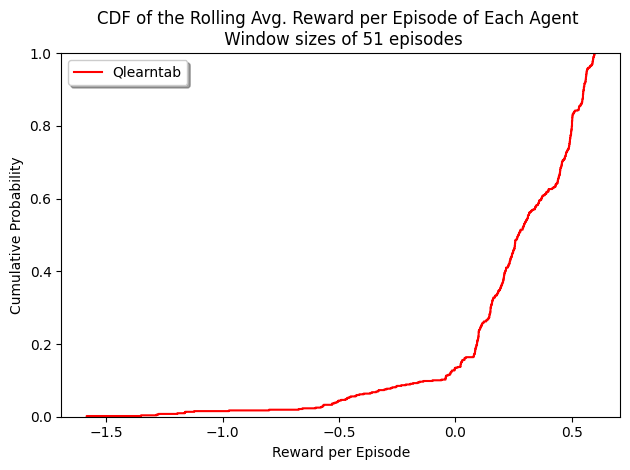 CDF of the Rolling Avg. Reward per Episode of Each Agent
Window sizes of 51 episodes
Qlearntab
1.0
0.8
0.6
0.4
0.2
0.0
Cumulative Probability
−1.5
−1.0
−0.5
0.0
0.5
Reward per Episode